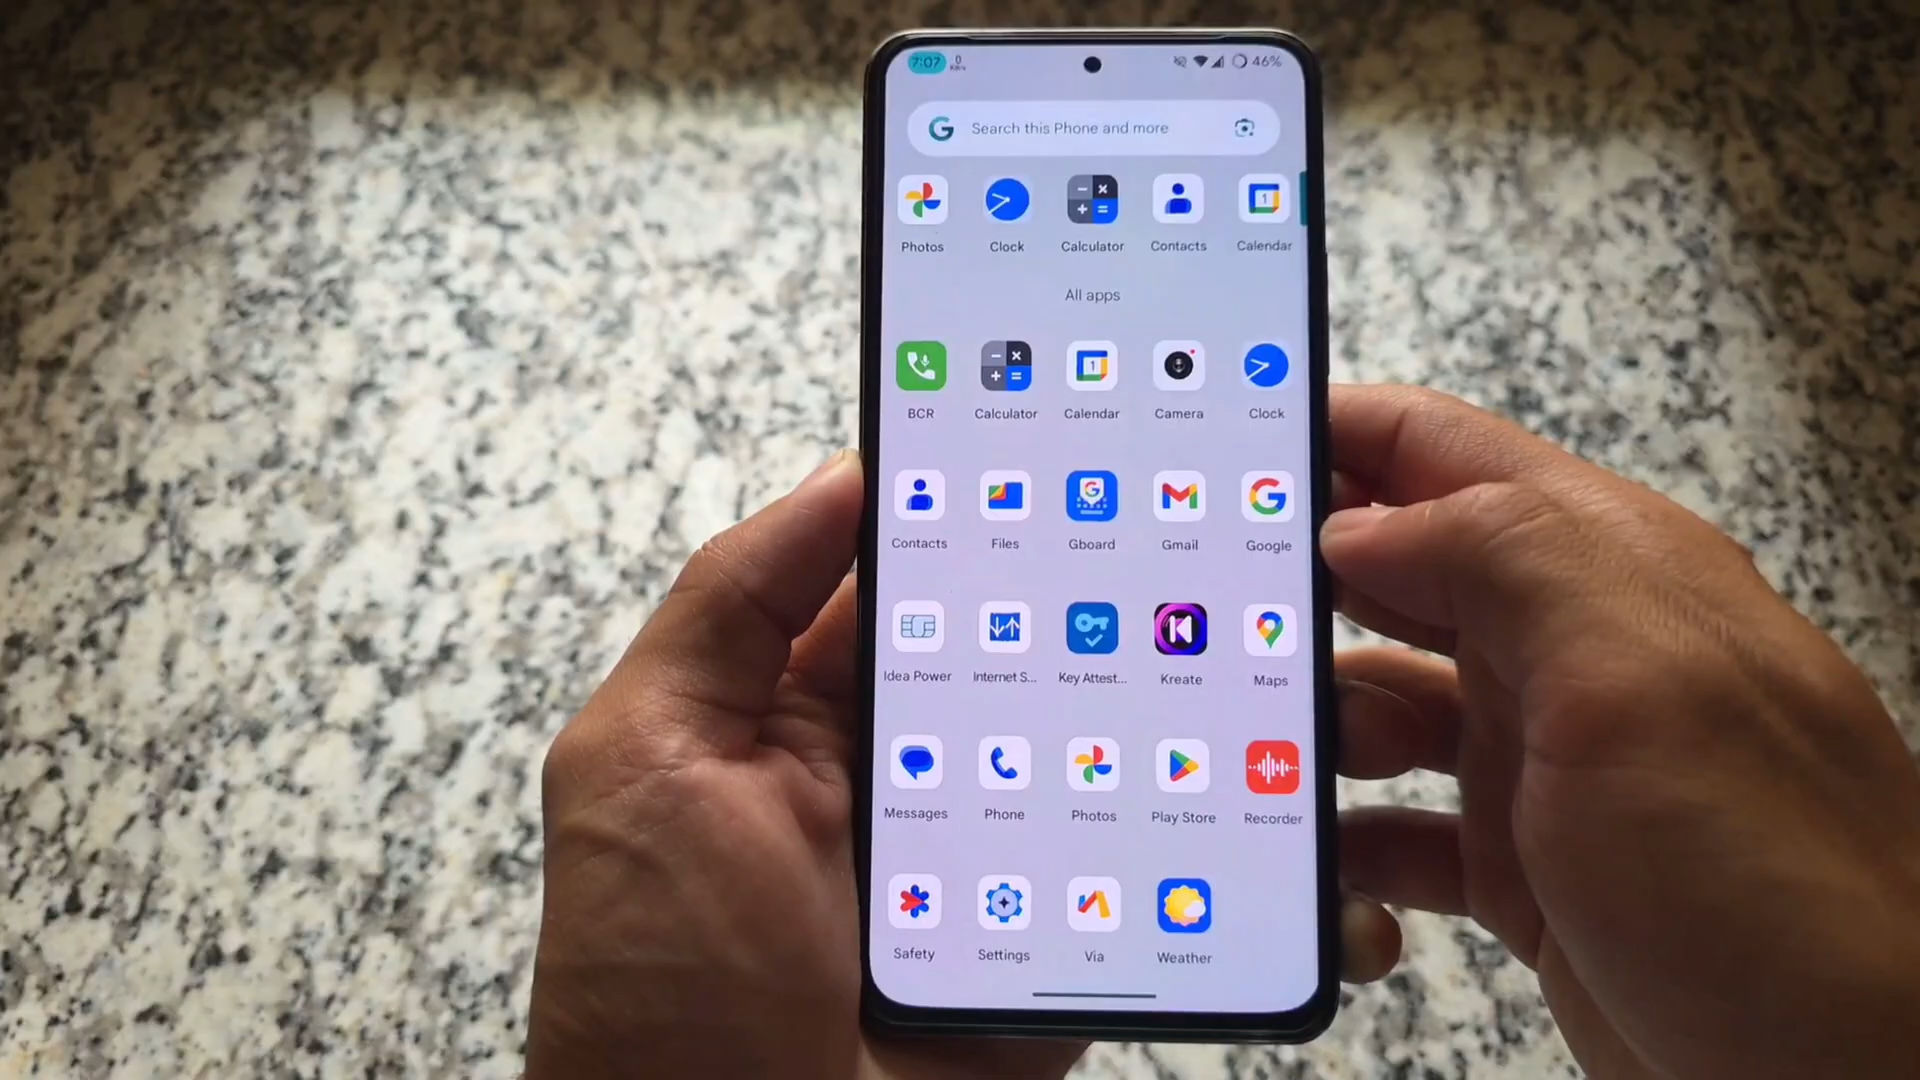 7:07 0 46%
Search this Phone and more
Photos Clock Calculator Contacts Calendar
All apps
BCR Calculator Calendar Camera Clock
Contacts Files Gboard Gmail Google
Idea Power Internet S... Key Attest... Kreate Maps
Messages Phone Photos Play Store Recorder
Safety Settings Via Weather